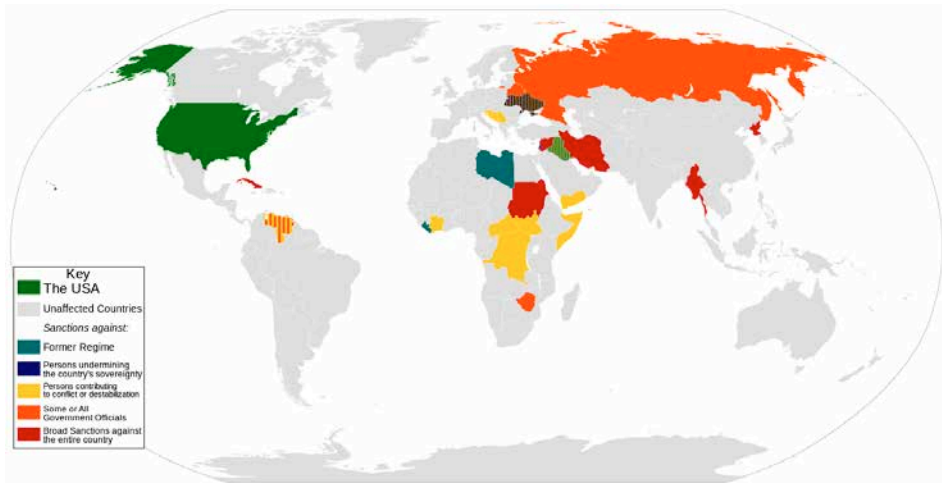 Key
The USA
Unaffected Countries
Sanctions against:
Former Regime
Persons undermining
the country's sovereignty
Persons contributing
to conflict or destabilization
Some or All
Government Officials
Broad Sanctions against
the entire country